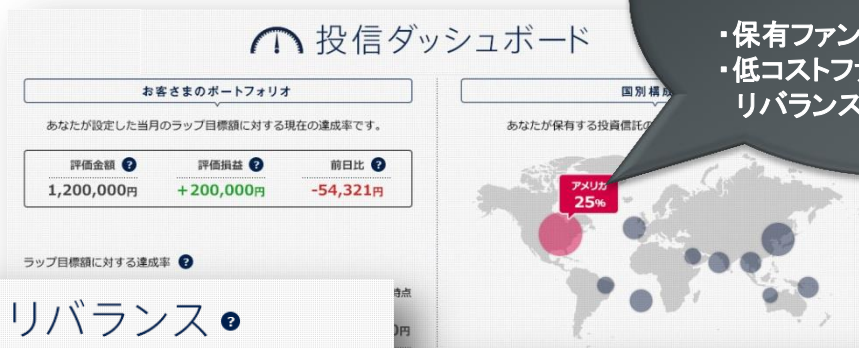 投信ダッシュボード
お客さまのポートフォリオ
あなたが設定した当月のラップ目標額に対する現在の達成率です。
評価金額 ? 評価損益 ? 前日比 ?
1,200,000円 +200,000円 -54,321円
ラップ目標額に対する達成率 ?
時点
0円
リバランス ?
国別構成
あなたが保有する投資信託の
アメリカ
25%
・保有ファン
・低コストフ
リバランス